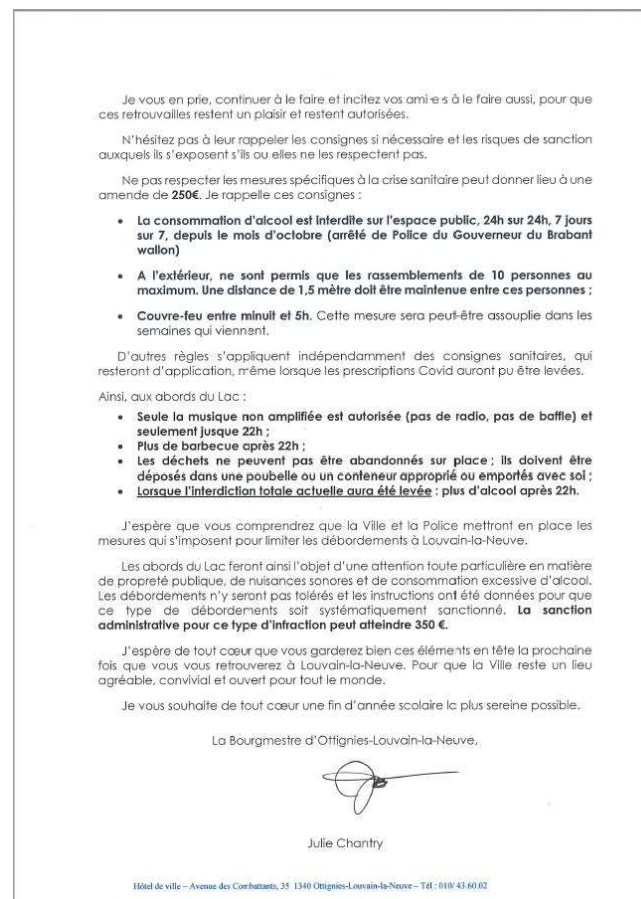 Je vous en prie, continuer à le faire et incitez vos ami·e·s à le faire aussi, pour que
ces retrouvailles restent un plaisir et restent autorisées.
N'hésitez pas à leur rappeler les consignes si nécessaire et les risques de sanction
auxquels ils s'exposent s'ils ou elles ne les respectent pas.
Ne pas respecter les mesures spécifiques à la crise sanitaire peut donner lieu à une
amende de 250€. Je rappelle ces consignes :
• La consommation d'alcool est interdite sur l'espace public, 24h sur 24h, 7 jours
sur 7, depuis le mois d'octobre (arrêté de Police du Gouverneur du Brabant
wallon)
• A l'extérieur, ne sont permis que les rassemblements de 10 personnes au
maximum. Une distance de 1,5 mètre doit être maintenue entre ces personnes ;
• Couvre-feu entre minuit et 5h. Cette mesure sera peut-être assouplie dans les
semaines qui viennent.
D'autres règles s'appliquent indépendamment des consignes sanitaires, qui
resteront d'application, même lorsque les prescriptions Covid auront pu être levées.
Ainsi, aux abords du Lac :
• Seule la musique non amplifiée est autorisée (pas de radio, pas de baffle) et
seulement jusque 22h ;
• Plus de barbecue après 22h ;
• Les déchets ne peuvent pas être abandonnés sur place ; ils doivent être
déposés dans une poubelle ou un conteneur approprié ou emportés avec soi ;
• Lorsque l'interdiction totale actuelle aura été levée : plus d'alcool après 22h.
J'espère que vous comprendrez que la Ville et la Police mettront en place les
mesures qui s'imposent pour limiter les débordements à Louvain-la-Neuve.
Les abords du Lac feront ainsi l'objet d'une attention toute particulière en matière
de propreté publique, de nuisances sonores et de consommation excessive d'alcool.
Les débordements n'y seront pas tolérés et les instructions ont été données pour que
ce type de débordements soit systématiquement sanctionné. La sanction
administrative pour ce type d'infraction peut atteindre 350 €.
J'espère de tout cœur que vous garderez bien ces éléments en tête la prochaine
fois que vous vous retrouverez à Louvain-la-Neuve. Pour que la Ville reste un lieu
agréable, convivial et ouvert pour tout le monde.
Je vous souhaite de tout cœur une fin d'année scolaire la plus sereine possible.
La Bourgmestre d'Ottignies-Louvain-la-Neuve,
Julie Chantry
Hôtel de ville – Avenue des Combattants, 35 1340 Ottignies-Louvain-la-Neuve – Tél : 010/ 43.60.02